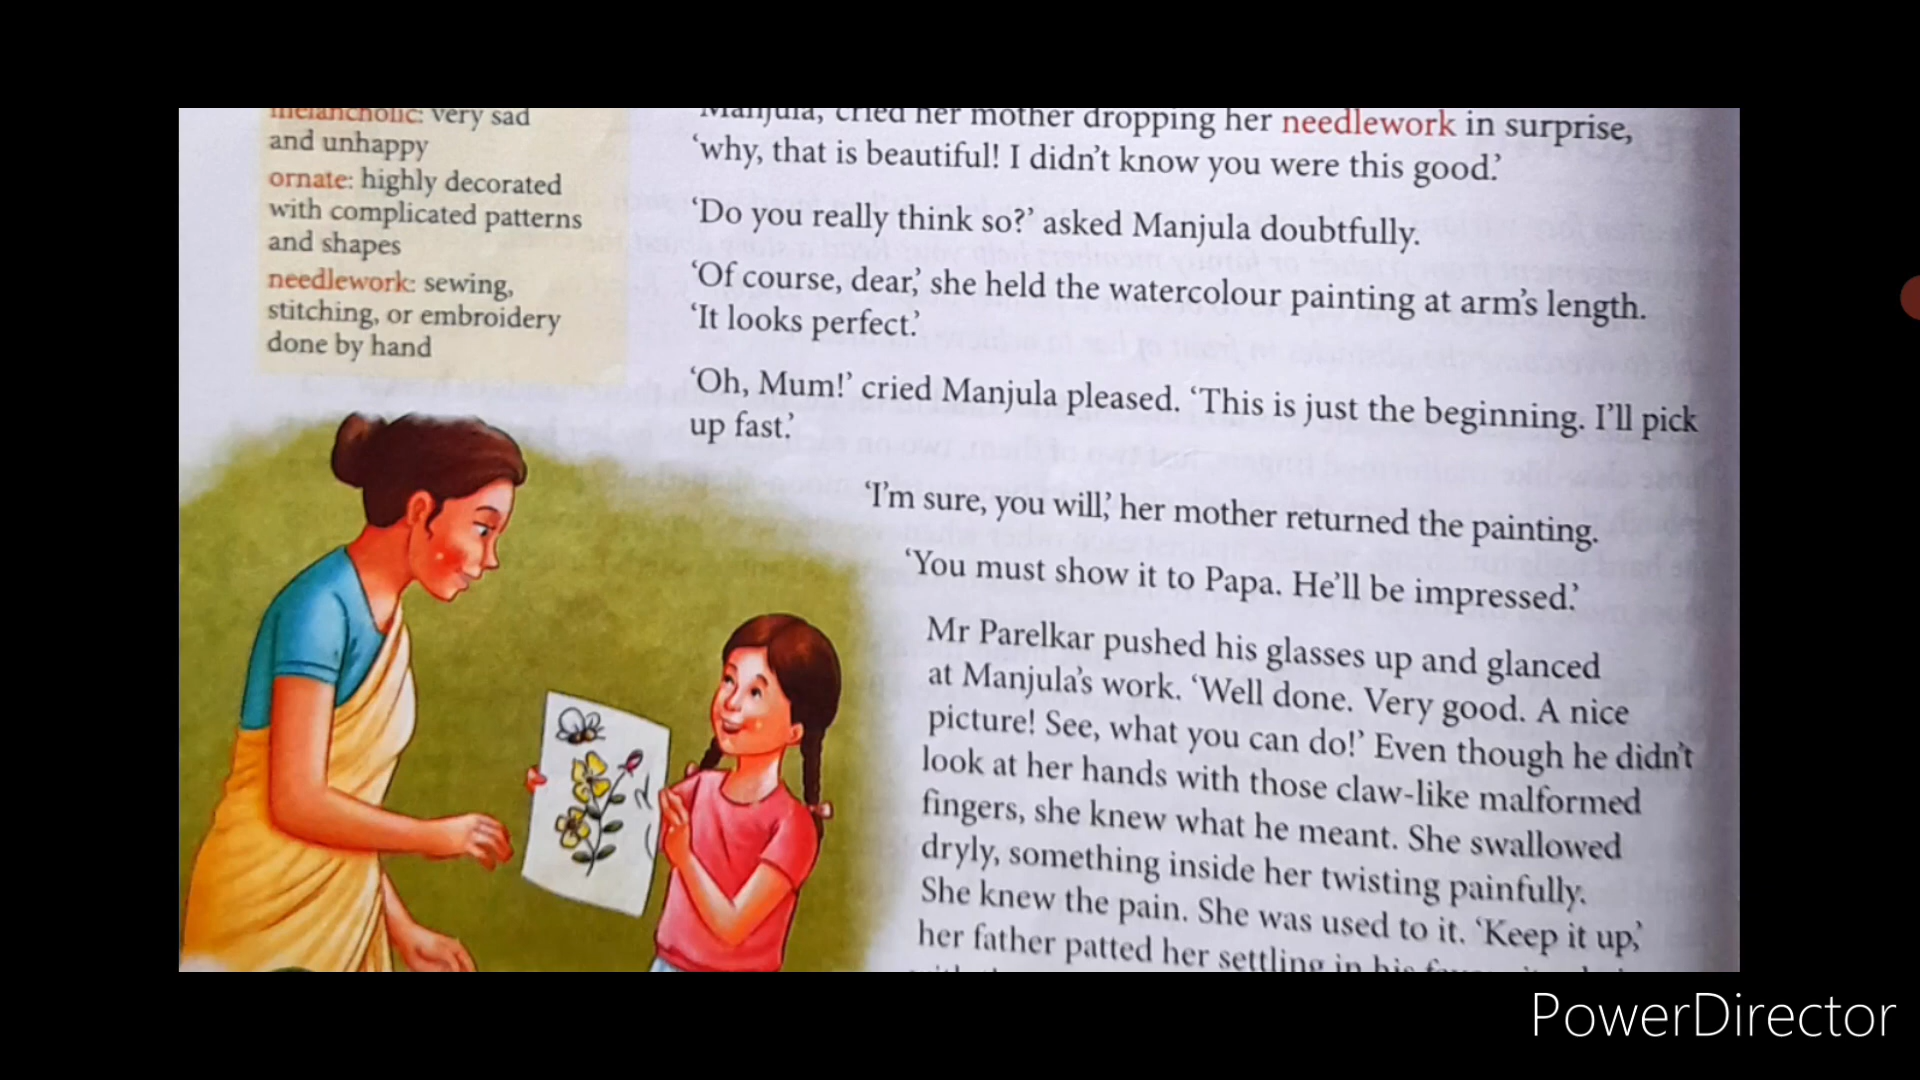 melancholic: very sad
and unhappy
ornate: highly decorated
with complicated patterns
and shapes
needlework: sewing,
stitching, or embroidery
done by hand
Manjula, cried her mother dropping her needlework in surprise,
‘why, that is beautiful! I didn’t know you were this good.’
‘Do you really think so?’ asked Manjula doubtfully.
‘Of course, dear,’ she held the watercolour painting at arm’s length.
‘It looks perfect.’
‘Oh, Mum!’ cried Manjula pleased. ‘This is just the beginning. I’ll pick
up fast.’
‘I’m sure, you will,’ her mother returned the painting.
‘You must show it to Papa. He’ll be impressed.’
Mr Parelkar pushed his glasses up and glanced
at Manjula’s work. ‘Well done. Very good. A nice
picture! See, what you can do!’ Even though he didn’t
look at her hands with those claw-like malformed
fingers, she knew what he meant. She swallowed
dryly, something inside her twisting painfully.
She knew the pain. She was used to it. ‘Keep it up,’
her father patted her settling in his
PowerDirector